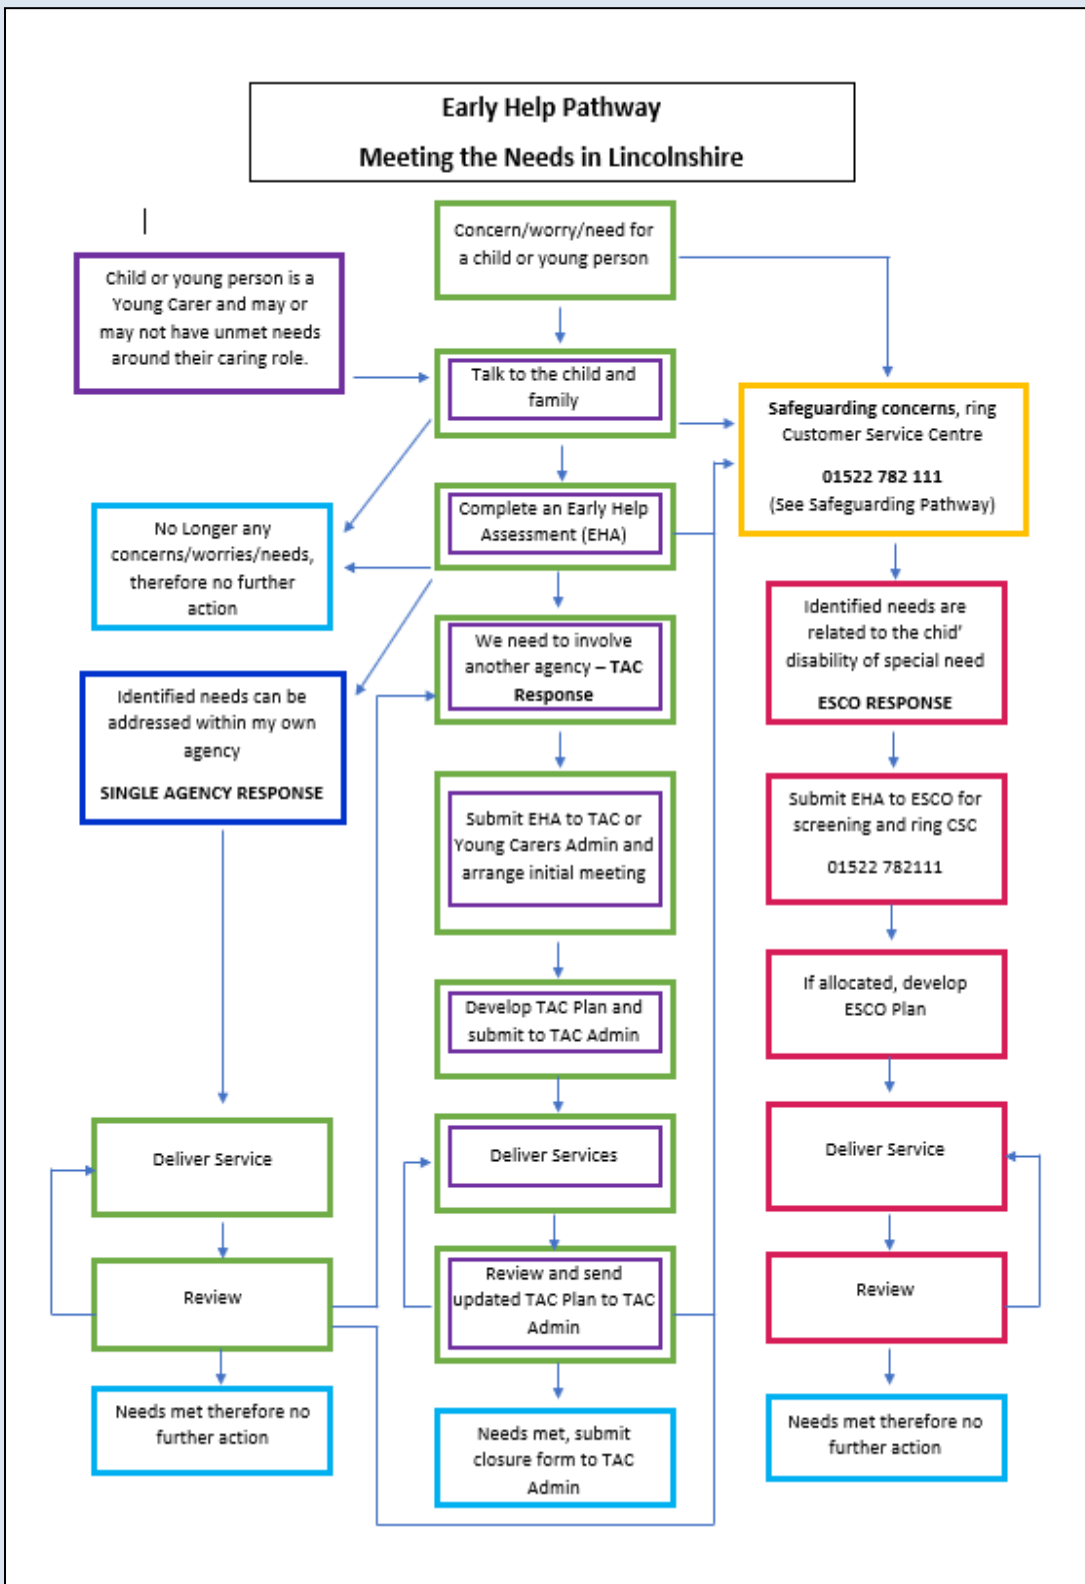 Early Help Pathway
Meeting the Needs in Lincolnshire
Concern/worry/need for
a child or young person
Child or young person is a
Young Carer and may or
may not have unmet needs
around their caring role.
Talk to the child and
family
Safeguarding concerns, ring
Customer Service Centre
01522 782 111
(See Safeguarding Pathway)
No Longer any
concerns/worries/needs,
therefore no further
action
Complete an Early Help
Assessment (EHA)
We need to involve
another agency – TAC
Response
Identified needs are
related to the chid'
disability of special need
ESCO RESPONSE
Identified needs can be
addressed within my own
agency
SINGLE AGENCY RESPONSE
Submit EHA to TAC or
Young Carers Admin and
arrange initial meeting
Submit EHA to ESCO for
screening and ring CSC
01522 782111
Develop TAC Plan and
submit to TAC Admin
If allocated, develop
ESCO Plan
Deliver Service
Deliver Services
Deliver Service
Review
Review and send
updated TAC Plan to TAC
Admin
Review
Needs met therefore no
further action
Needs met, submit
closure form to TAC
Admin
Needs met therefore no
further action